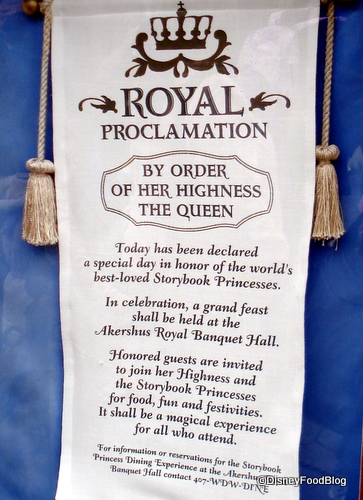 ROYAL
PROCLAMATION
BY ORDER
OF HER HIGHNESS
THE QUEEN
Today has been declared
a special day in honor of the world's
best-loved Storybook Princesses.
In celebration, a grand feast
shall be held at the
Akershus Royal Banquet Hall.
Honored guests are invited
to join her Highness and
the Storybook Princesses
for food, fun and festivities.
It shall be a magical experience
for all who attend.
For information or reservations for the Storybook
Princess Dining Experience at the Akershus
Banquet Hall contact 407-WDW-DINE
©DisneyFoodBlog